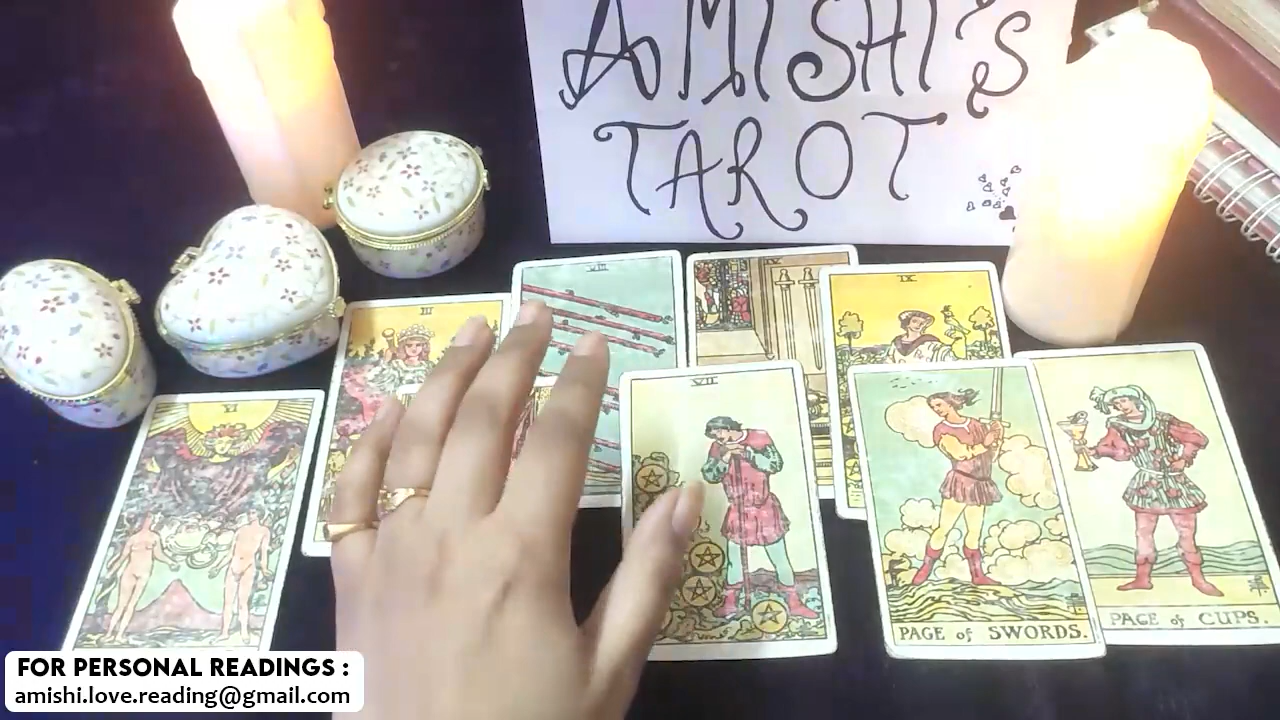 AMISHI's
TAROT
VI
III
VIII
IV
IX
VII
PAGE of SWORDS.
PAGE of CUPS.
FOR PERSONAL READINGS :
amishi.love.reading@gmail.com